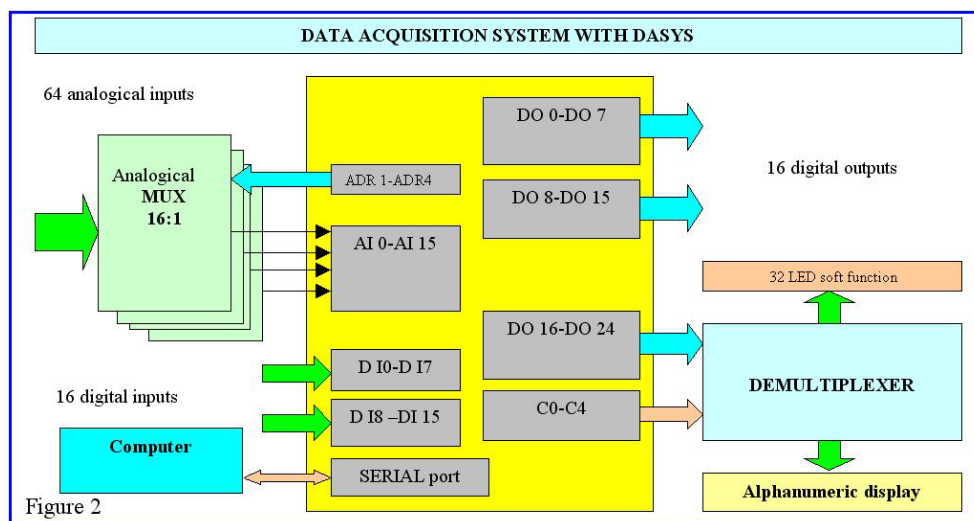 DATA ACQUISITION SYSTEM WITH DASYS
64 analogical inputs
Analogical
MUX
16:1
ADR 1-ADR4
AI 0-AI 15
D I0-D I7
16 digital inputs
D I8 –DI 15
Computer
SERIAL port
DO 0-DO 7
16 digital outputs
DO 8-DO 15
32 LED soft function
DO 16-DO 24
DEMULTIPLEXER
C0-C4
Alphanumeric display
Figure 2